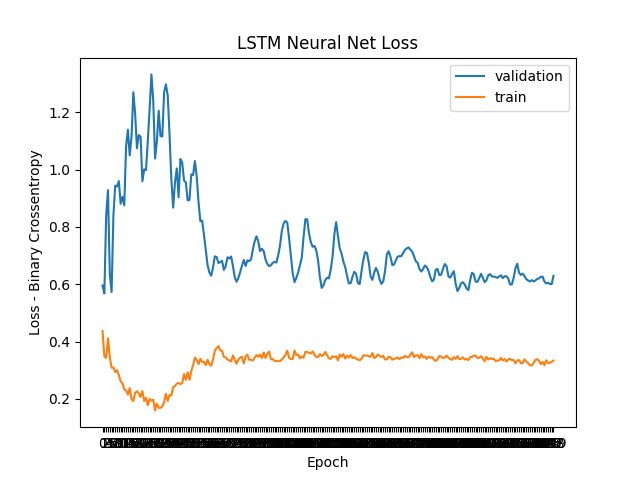 LSTM Neural Net Loss
validation
train
1.2
1.0
0.8
0.6
0.4
0.2
Loss - Binary Crossentropy
Epoch